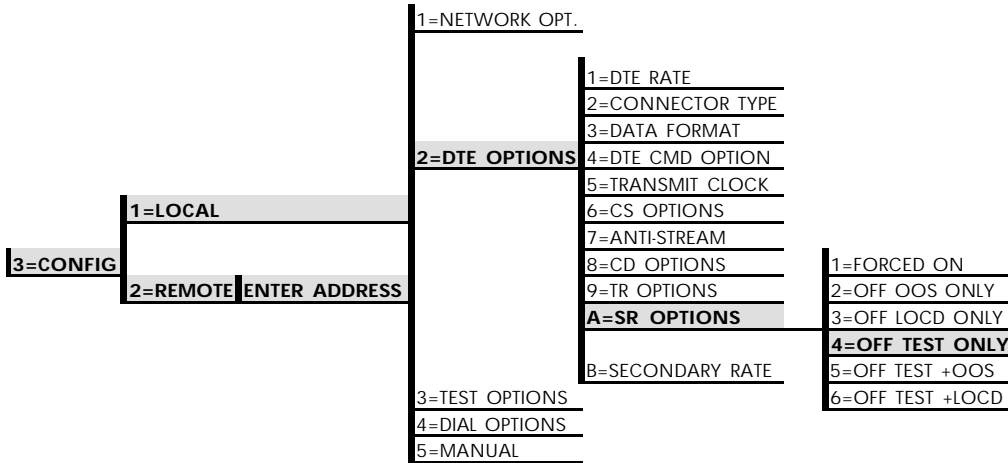 1=NETWORK OPT.
1=DTE RATE
2=CONNECTOR TYPE
3=DATA FORMAT
2=DTE OPTIONS
4=DTE CMD OPTION
5=TRANSMIT CLOCK
1=LOCAL
6=CS OPTIONS
7=ANTI-STREAM
3=CONFIG
8=CD OPTIONS
1=FORCED ON
2=REMOTE ENTER ADDRESS
9=TR OPTIONS
2=OFF OOS ONLY
A=SR OPTIONS
3=OFF LOCD ONLY
4=OFF TEST ONLY
B=SECONDARY RATE
5=OFF TEST +OOS
3=TEST OPTIONS
6=OFF TEST +LOCD
4=DIAL OPTIONS
5=MANUAL